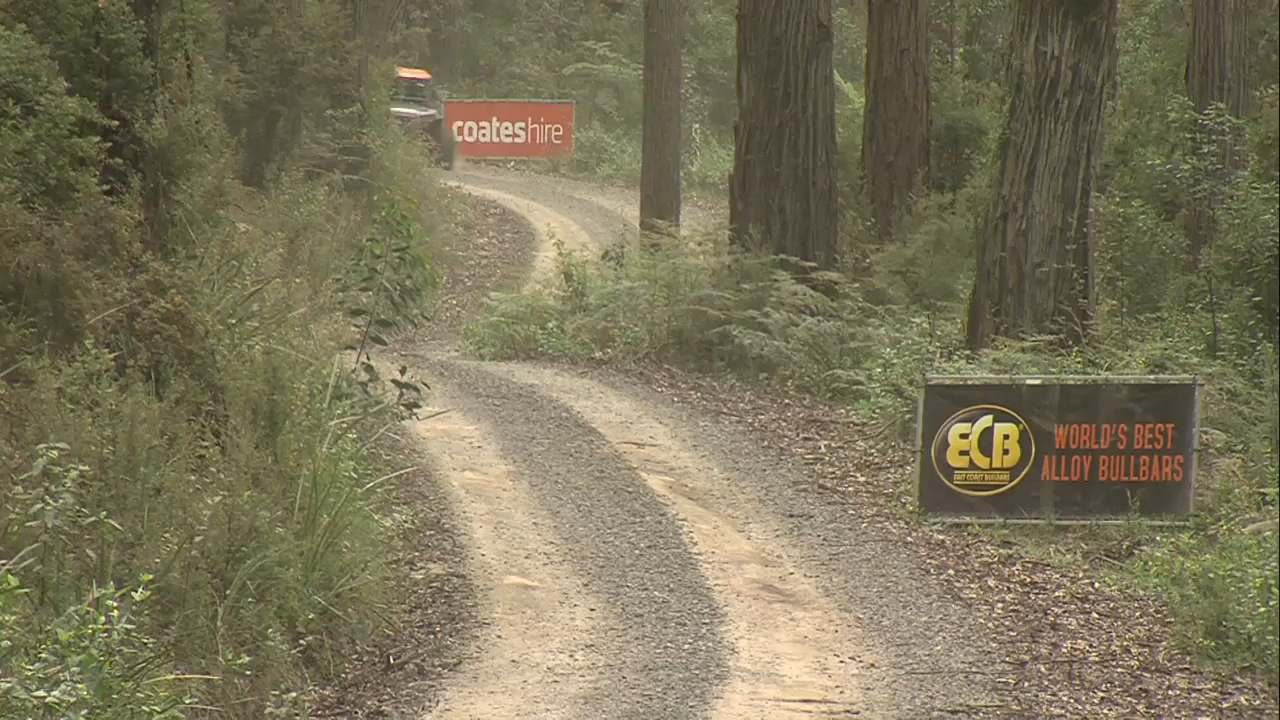 coateshire
ECB
EAST COAST BULLBARS
WORLD'S BEST
ALLOY BULLBARS